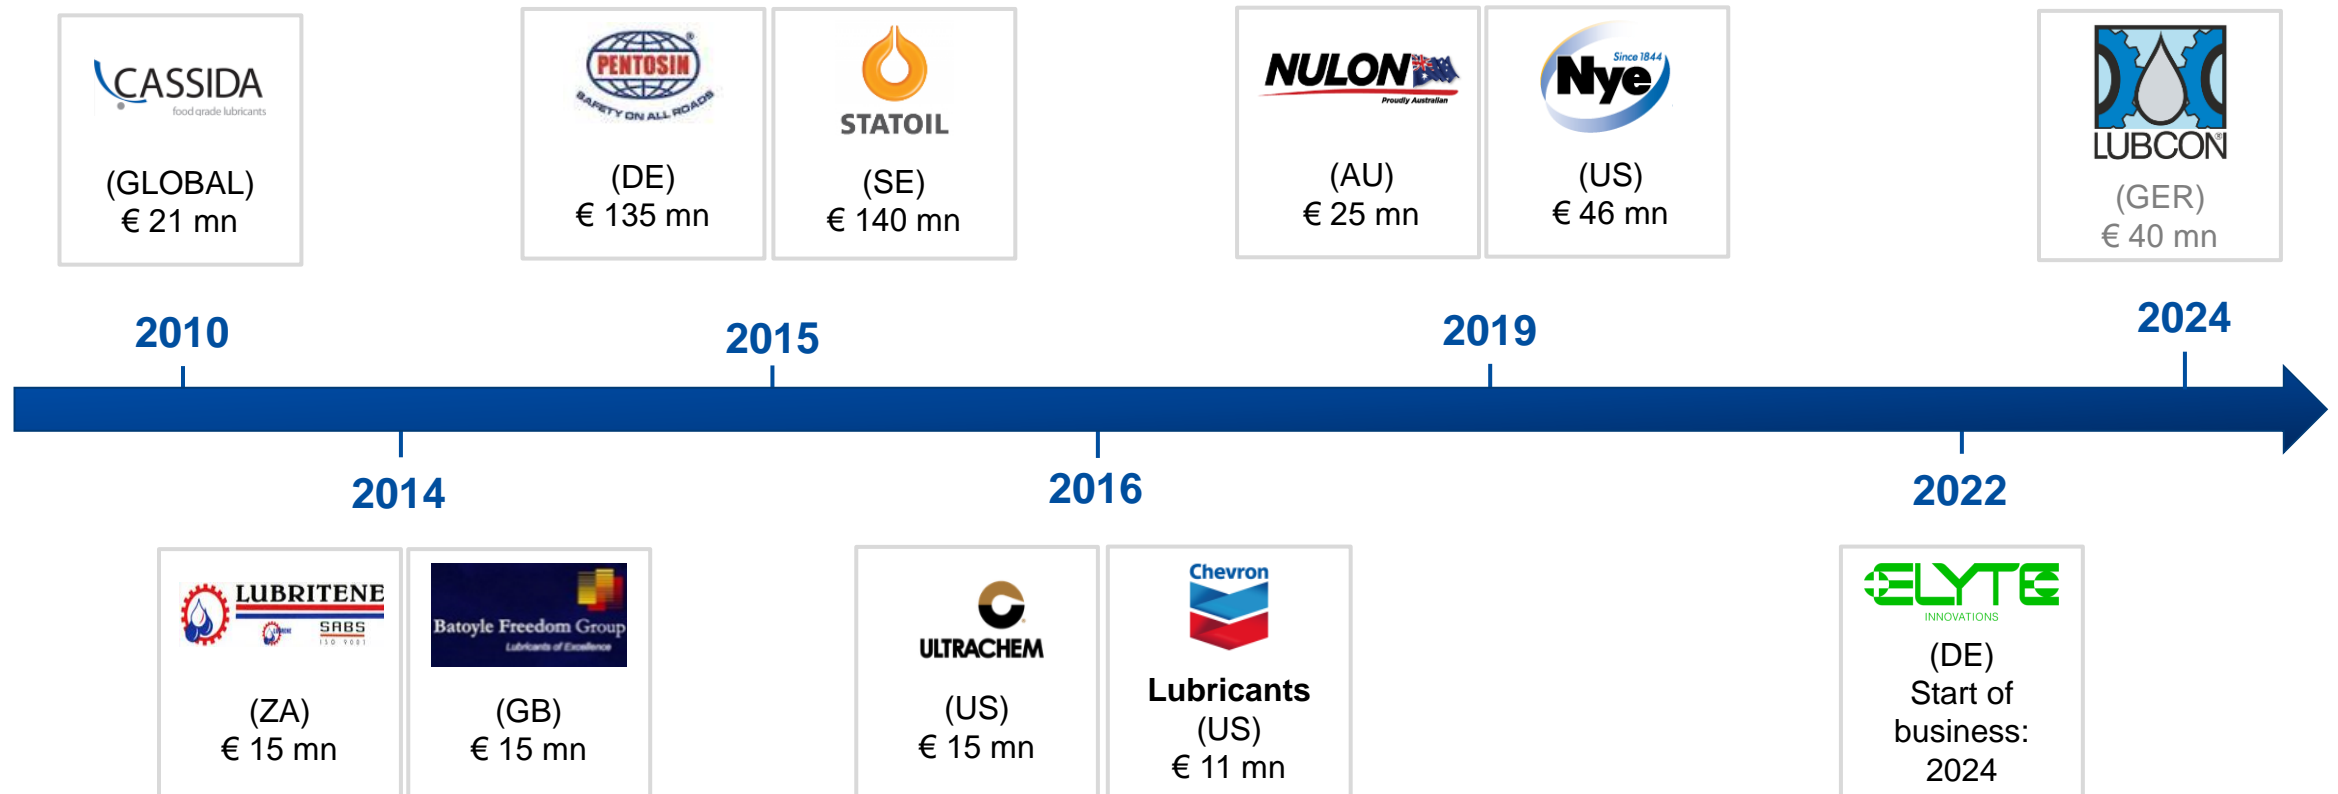 CASSIDA
food grade lubricants
(GLOBAL)
€ 21 mn
PENTOSIN
®
SAFETY ON ALL ROADS
(DE)
€ 135 mn
STATOIL
(SE)
€ 140 mn
NULON
Proudly Australian
(AU)
€ 25 mn
Since 1844
Nye
(US)
€ 46 mn
LUBCON®
(GER)
€ 40 mn
2010
2015
2019
2024
2014
2016
2022
LUBRITENE
SABS
ISO 9001
(ZA)
€ 15 mn
Batoyle Freedom Group
Lubricants of Excellence
(GB)
€ 15 mn
ULTRACHEM
(US)
€ 15 mn
Chevron
Lubricants
(US)
€ 11 mn
ELYTE
INNOVATIONS
(DE)
Start of
business:
2024